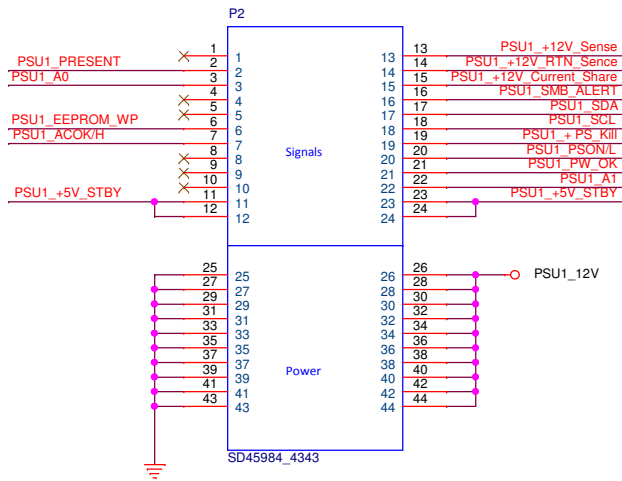 P2
1 1 13 13 PSU1_+12V_Sense
PSU1_PRESENT 2 2 14 14 PSU1_+12V_RTN_Sence
PSU1_A0 3 3 15 15 PSU1_+12V_Current_Share
4 4 16 16 PSU1_SMB_ALERT
5 5 17 17 PSU1_SDA
PSU1_EEPROM_WP 6 6 18 18 PSU1_SCL
PSU1_ACOK/H 7 7 19 19 PSU1_+ PS_Kill
8 8 Signals 20 20 PSU1_PSON/L
9 9 21 21 PSU1_PW_OK
10 10 22 22 PSU1_A1
PSU1_+5V_STBY 11 11 23 23 PSU1_+5V_STBY
12 12 24 24
25 25 26 26 PSU1_12V
27 27 28 28
29 29 30 30
31 31 32 32
33 33 34 34
35 35 36 36
37 37 Power 38 38
39 39 40 40
41 41 42 42
43 43 44 44
SD45984_4343